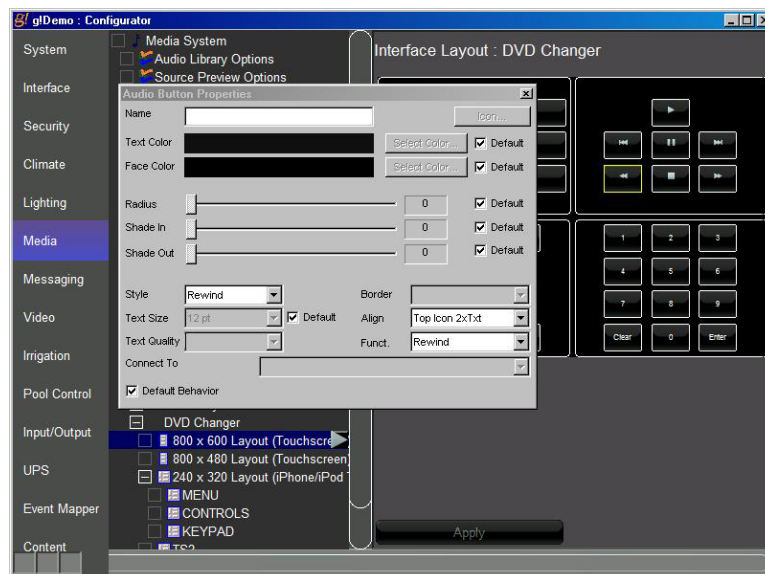 g! g!Demo : Configurator
System
Interface
Security
Climate
Lighting
Media
Messaging
Video
Irrigation
Pool Control
Input/Output
UPS
Event Mapper
Content
Media System
Audio Library Options
Source Preview Options
Interface Layout : DVD Changer
Audio Button Properties
Name
Icon...
Text Color
Select Color...
Default
Face Color
Select Color...
Default
Radius
0
Default
Shade In
0
Default
Shade Out
0
Default
Style
Rewind
Border
Text Size
12 pt
Default
Align
Top Icon 2xTxt
Text Quality
Funct.
Rewind
Connect To
Default Behavior
DVD Changer
800 x 600 Layout (Touchscre
800 x 480 Layout (Touchscreen)
240 x 320 Layout (iPhone/iPod
MENU
CONTROLS
KEYPAD
TS2
1 2 3
4 5 6
7 8 9
Clear 0 Enter
Apply